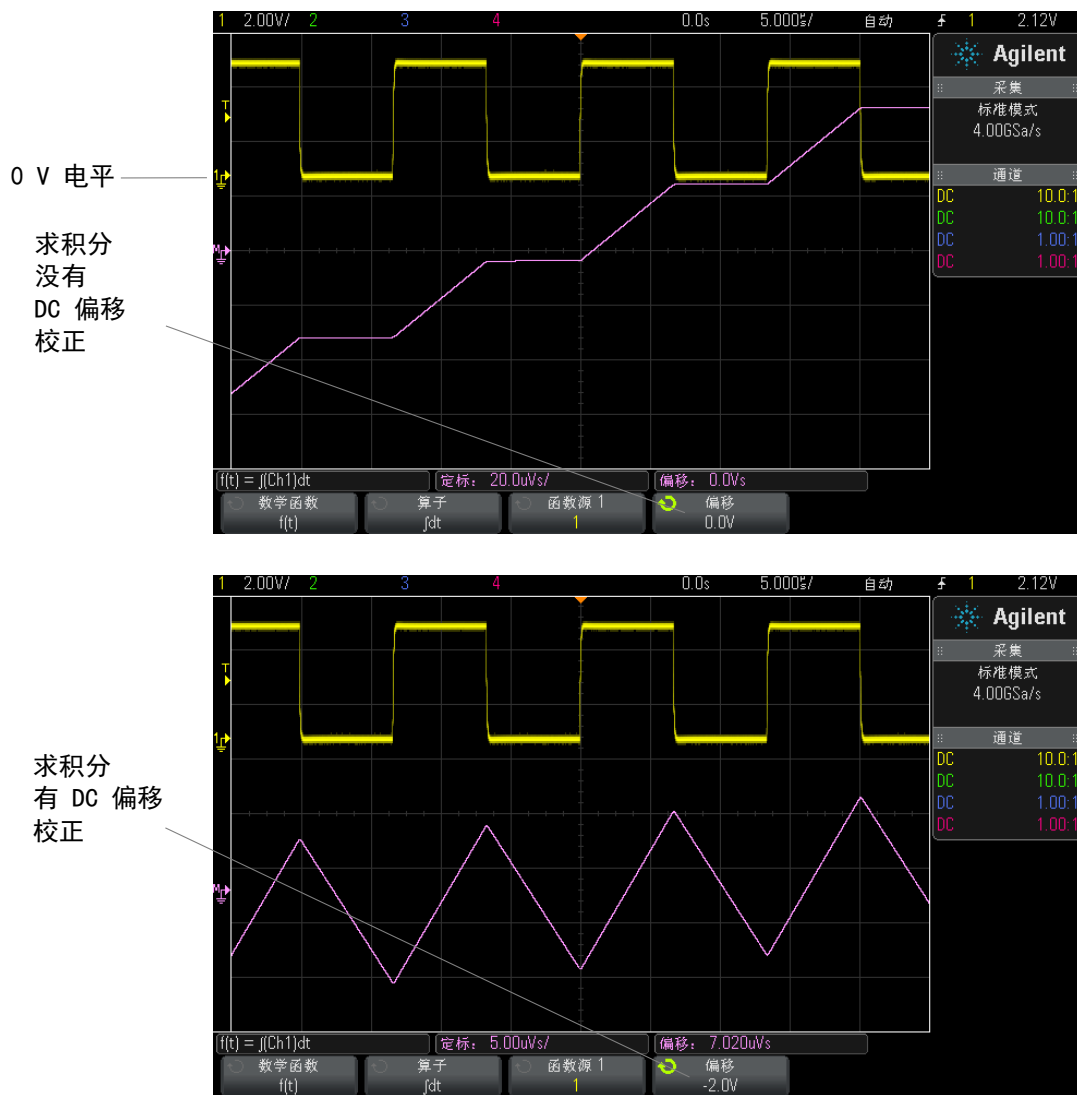 1 2.00V/ 2 3 4 0.0s 5.000µs/ 自动 1 2.12V
Agilent
采集
标准模式
4.00GSa/s
通道
DC 10.0:1
DC 10.0:1
DC 1.00:1
DC 1.00:1
T
1
M
0 V 电平
求积分
没有
DC 偏移
校正
f(t) = ∫(Ch1)dt 定标: 20.0uVs/ 偏移: 0.0Vs
数学函数 算子 函数源 1 偏移
f(t) ∫dt 1 0.0V
1 2.00V/ 2 3 4 0.0s 5.000µs/ 自动 1 2.12V
Agilent
采集
标准模式
4.00GSa/s
通道
DC 10.0:1
DC 10.0:1
DC 1.00:1
DC 1.00:1
T
1
M
求积分
有 DC 偏移
校正
f(t) = ∫(Ch1)dt 定标: 5.00uVs/ 偏移: 7.020uVs
数学函数 算子 函数源 1 偏移
f(t) ∫dt 1 -2.0V